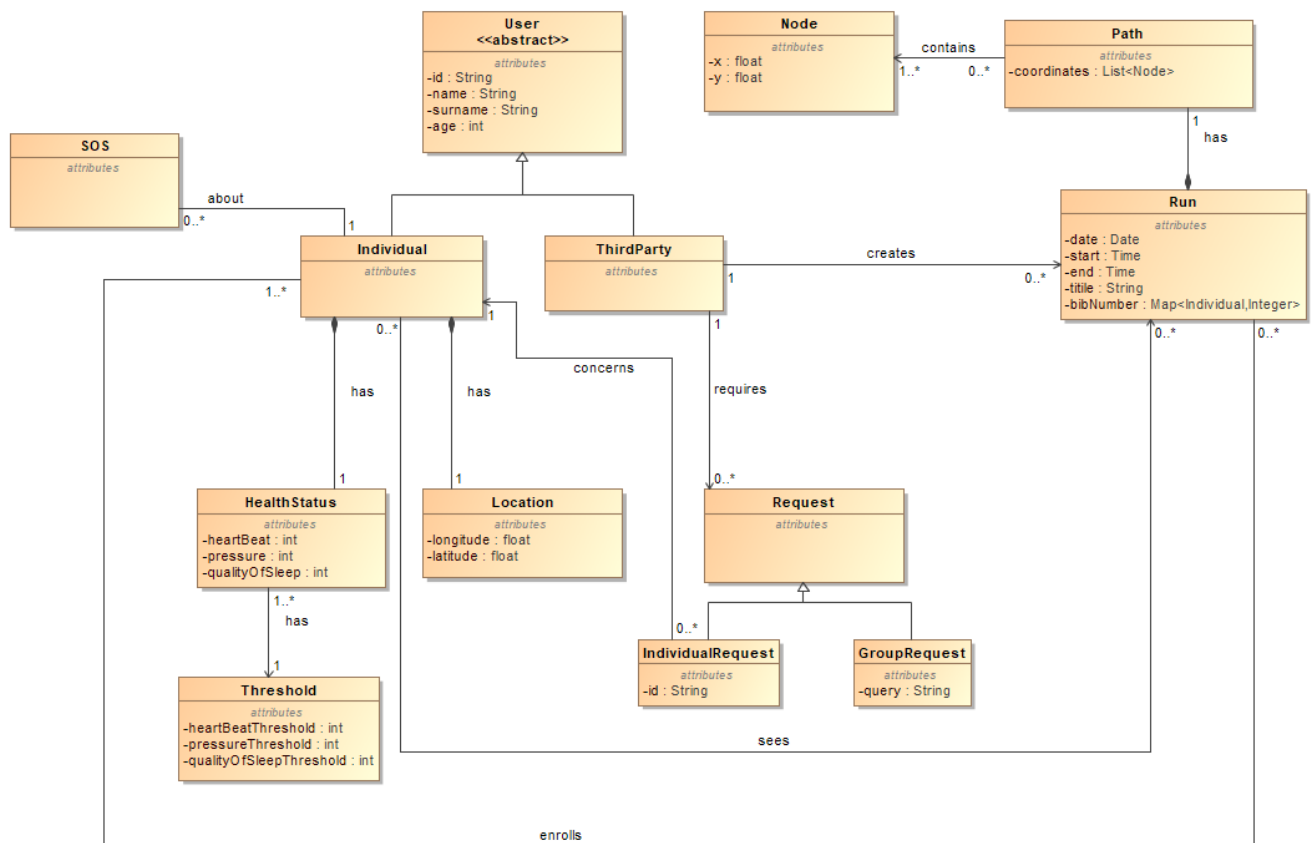 User
<<abstract>>
attributes
-id : String
-name : String
-surname : String
-age : int
Node
attributes
-x : float
-y : float
contains
1..*
0..*
Path
attributes
-coordinates : List<Node>
1
has
SOS
attributes
about
0..*
1
Individual
attributes
1..*
0..*
1
ThirdParty
attributes
1
creates
0..*
1
Run
attributes
-date : Date
-start : Time
-end : Time
-titile : String
-bibNumber : Map<Individual,Integer>
0..*
0..*
concerns
has
has
requires
1
1
0..*
HealthStatus
attributes
-heartBeat : int
-pressure : int
-qualityOfSleep : int
Location
attributes
-longitude : float
-latitude : float
Request
attributes
1..*
has
1
0..*
IndividualRequest
attributes
-id : String
GroupRequest
attributes
-query : String
Threshold
attributes
-heartBeatThreshold : int
-pressureThreshold : int
-qualityOfSleepThreshold : int
sees
enrolls